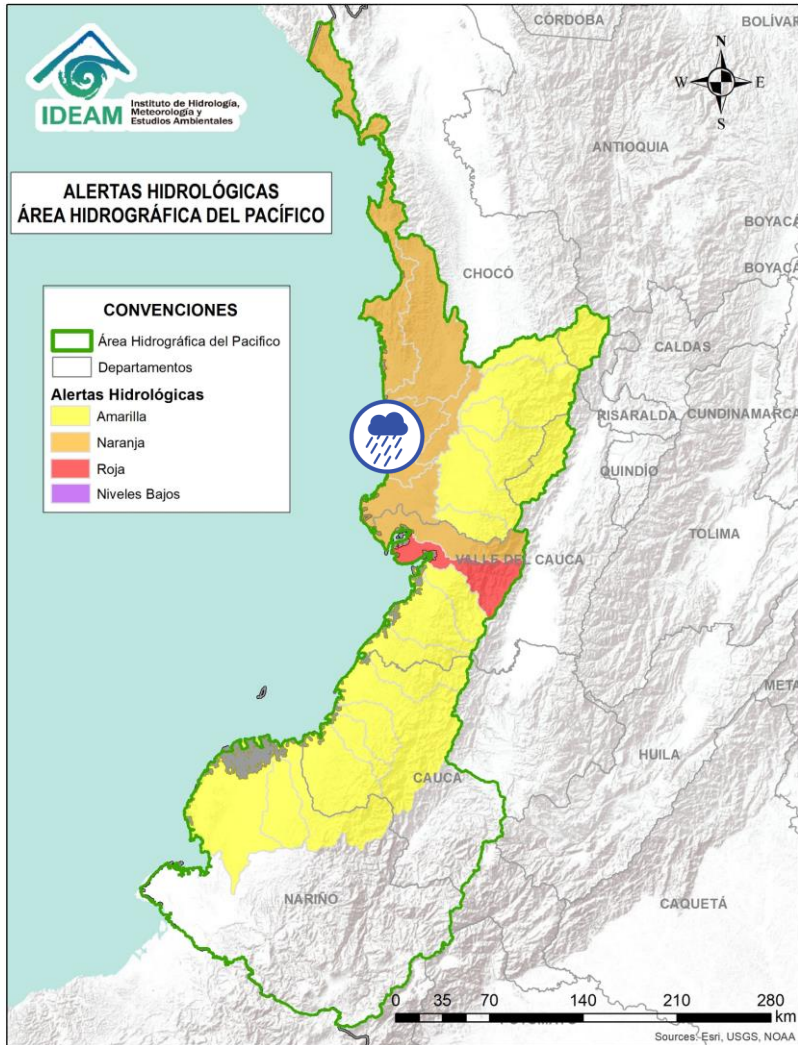 IDEAM
Instituto de Hidrología,
Meteorología y
Estudios Ambientales
CÓRDOBA
BOLÍVAR
N
W
E
S
ANTIOQUIA
ALERTAS HIDROLÓGICAS
ÁREA HIDROGRÁFICA DEL PACÍFICO
BOYACÁ
BOYACÁ
CHOCÓ
CONVENCIONES
Área Hidrográfica del Pacifico
Departamentos
Alertas Hidrológicas
Amarilla
Naranja
Roja
Niveles Bajos
CALDAS
RISARALDA
CUNDINAMARCA
QUINDÍO
TOLIMA
VALLE DEL CAUCA
META
HUILA
CAUCA
NARIÑO
CAQUETÁ
0 35 70 140 210 280
km
Sources: Esri, USGS, NOAA